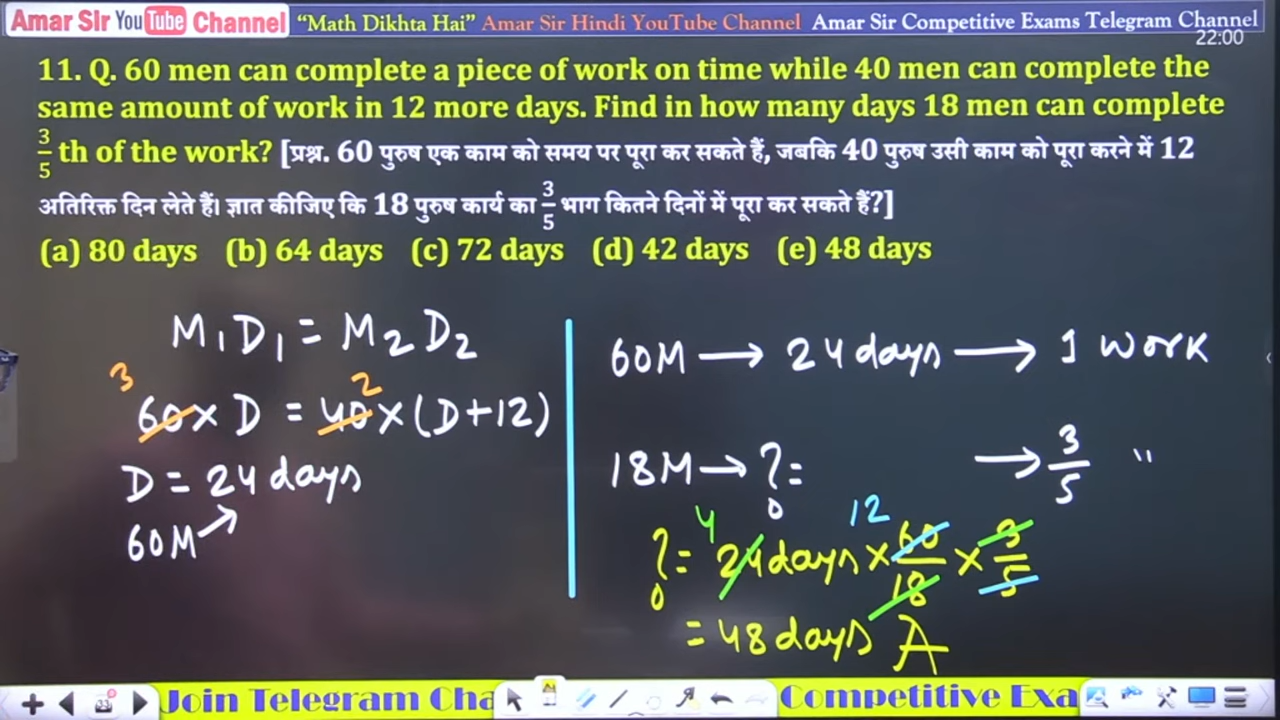 Amar Sir YouTube Channel "Math Dikhta Hai" Amar Sir Hindi YouTube Channel Amar Sir Competitive Exams Telegram Channel
22:00
11. Q. 60 men can complete a piece of work on time while 40 men can complete the
same amount of work in 12 more days. Find in how many days 18 men can complete
3/5 th of the work? [प्रश्न. 60 पुरुष एक काम को समय पर पूरा कर सकते हैं, जबकि 40 पुरुष उसी काम को पूरा करने में 12
अतिरिक्त दिन लेते हैं। ज्ञात कीजिए कि 18 पुरुष कार्य का 3/5 भाग कितने दिनों में पूरा कर सकते हैं?]
(a) 80 days (b) 64 days (c) 72 days (d) 42 days (e) 48 days
M₁D₁ = M₂D₂
3 2
60 × D = 40 × (D+12)
D = 24 days
60M →
60M → 24 days → 1 work
18M → ? = → 3/5 "
4 12
? = 24 days × 60/18 × 3/5
= 48 days A
Join Telegram Cha
Competitive Exa